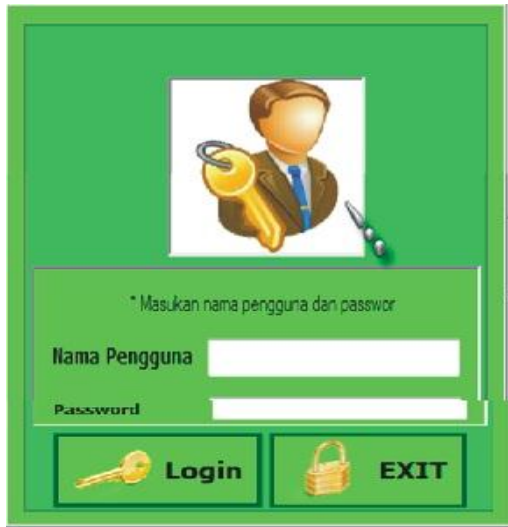 * Masukan nama pengguna dan passwor
Nama Pengguna
Password
Login
EXIT